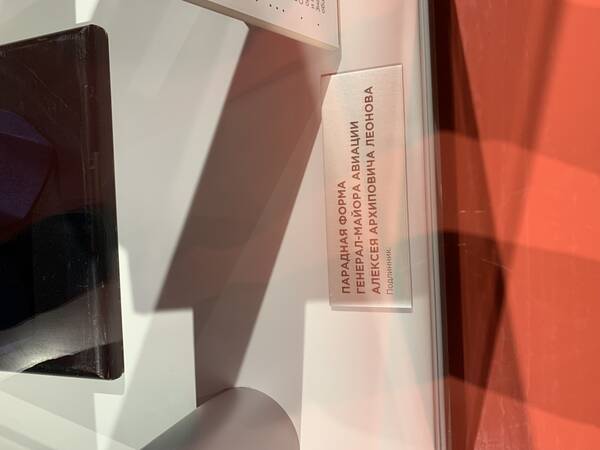 ПАРАДНАЯ ФОРМА
ГЕНЕРАЛ-МАЙОРА АВИАЦИИ
АЛЕКСЕЯ АРХИПОВИЧА ЛЕОНОВА
Подлинник